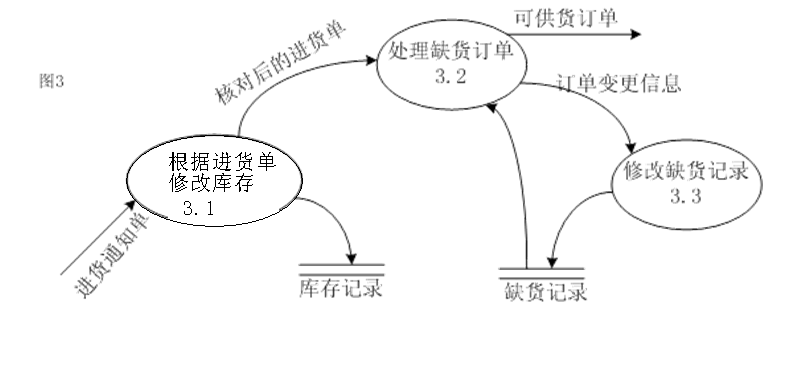 可供货订单
处理缺货订单
3.2
核对后的进货单
图3
订单变更信息
根据进货单
修改库存
3.1
修改缺货记录
3.3
进货通知单
库存记录
缺货记录